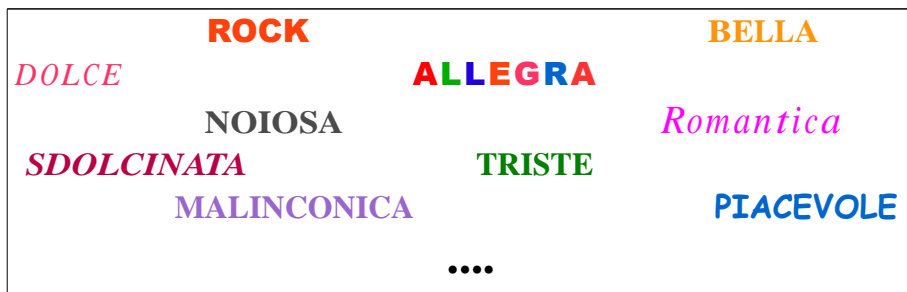 ROCK BELLA
DOLCE ALLEGRA
NOIOSA Romantica
SDOLCINATA TRISTE
MALINCONICA PIACEVOLE
....